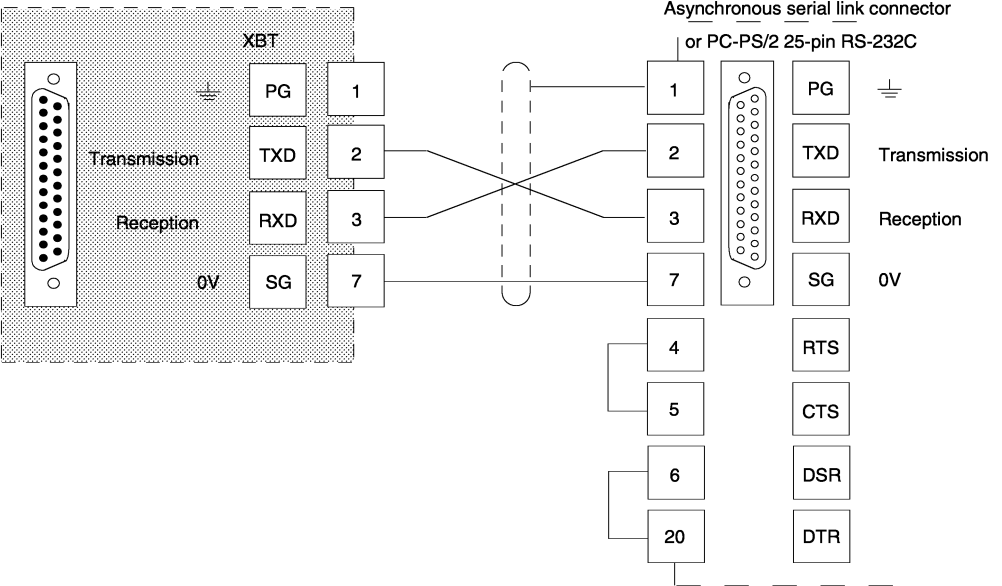 Asynchronous serial link connector
or PC-PS/2 25-pin RS-232C
XBT
PG 1 1 PG
Transmission TXD 2 2 TXD Transmission
Reception RXD 3 3 RXD Reception
0V SG 7 7 SG 0V
4 RTS
5 CTS
6 DSR
20 DTR